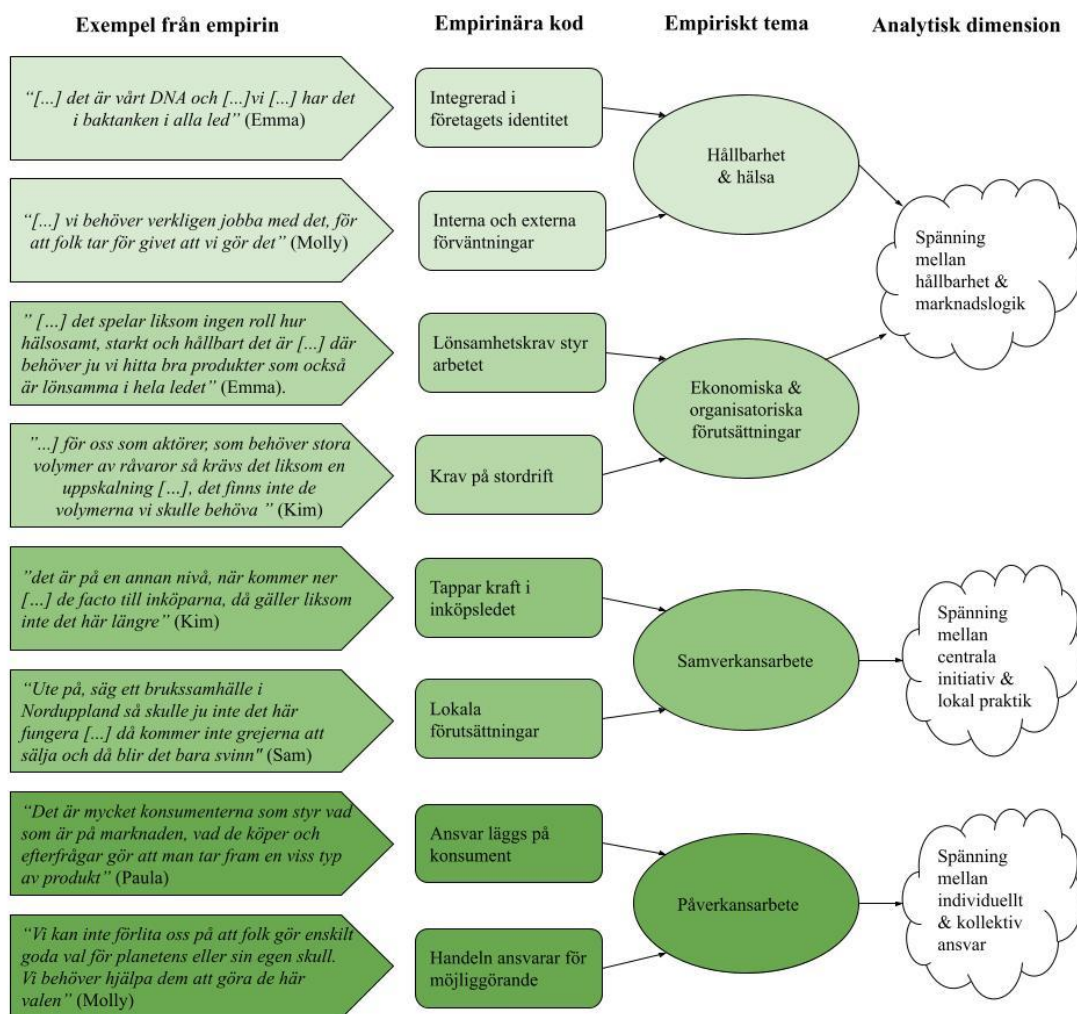 Exempel från empirin
Empirinära kod
Empiriskt tema
Analytisk dimension
“[...] det är vårt DNA och [...]vi [...] har det
i baktanken i alla led” (Emma)
Integrerad i
företagets identitet
Hållbarhet
& hälsa
“[...] vi behöver verkligen jobba med det, för
att folk tar för givet att vi gör det” (Molly)
Interna och externa
förväntningar
Spänning
mellan
hållbarhet &
marknadslogik
” [...] det spelar liksom ingen roll hur
hälsosamt, starkt och hållbart det är [...] där
behöver ju vi hitta bra produkter som också
är lönsamma i hela ledet” (Emma).
Lönsamhetskrav styr
arbetet
Ekonomiska &
organisatoriska
förutsättningar
”...] för oss som aktörer, som behöver stora
volymer av råvaror så krävs det liksom en
uppskalning [...], det finns inte de
volymerna vi skulle behöva ” (Kim)
Krav på stordrift
”det är på en annan nivå, när kommer ner
[...] de facto till inköparna, då gäller liksom
inte det här längre” (Kim)
Tappar kraft i
inköpsledet
Samverkansarbete
Spänning
mellan
centrala
initiativ &
lokal praktik
“Ute på, säg ett brukssamhälle i
Norduppland så skulle ju inte det här
fungera [...] då kommer inte grejerna att
sälja och då blir det bara svinn" (Sam)
Lokala
förutsättningar
“Det är mycket konsumenterna som styr vad
som är på marknaden, vad de köper och
efterfrågar gör att man tar fram en viss typ
av produkt” (Paula)
Ansvar läggs på
konsument
Påverkansarbete
Spänning
mellan
individuellt
& kollektiv
ansvar
“Vi kan inte förlita oss på att folk gör enskilt
goda val för planetens eller sin egen skull.
Vi behöver hjälpa dem att göra de här
valen” (Molly)
Handeln ansvarar för
möjliggörande